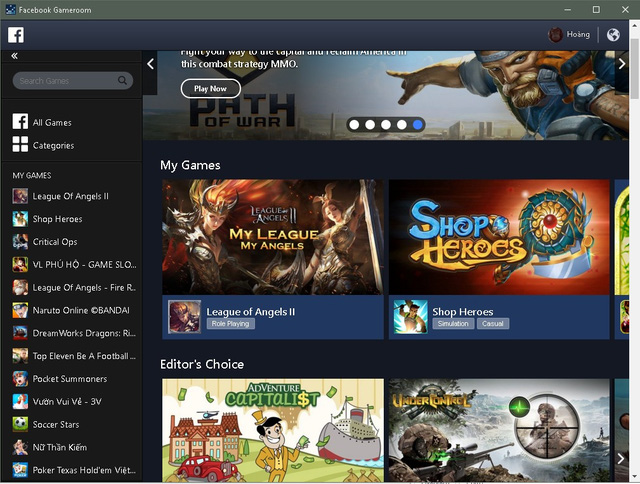 Facebook Gameroom
Hoàng
Search Games
All Games
Categories
MY GAMES
League Of Angels II
Shop Heroes
Critical Ops
VL PHÚ HỘ - GAME SLO...
League Of Angels - Fire R...
Naruto Online ©BANDAI
DreamWorks Dragons: Ri...
Top Eleven Be A Football ...
Pocket Summoners
Vườn Vui Vẻ - 3V
Soccer Stars
Nữ Thần Kiếm
Poker Texas Hold'em Việt...
Fight your way to the capital and reclaim America in
this combat strategy MMO.
Play Now
PATH
OF WAR
My Games
LEAGUE OF
ANGELS II
MY LEAGUE
MY ANGELS
League of Angels II
Role Playing
SHOP
HEROES
Shop Heroes
Simulation
Casual
Editor's Choice
ADVENTURE
CAPITALI$T
UNDER CONTROL